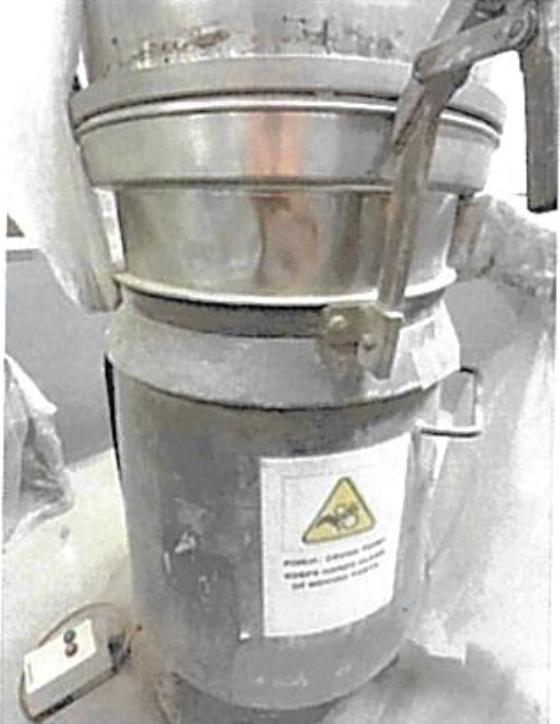 PINCH / CRUSH POINT
KEEP HANDS CLEAR
OF MOVING PARTS